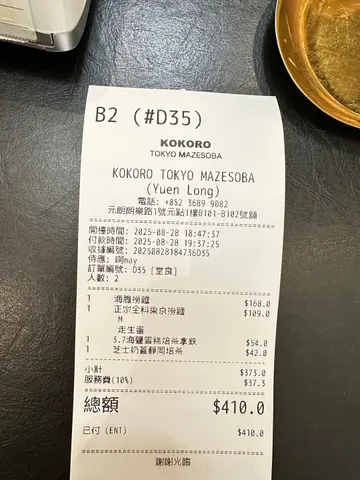 B2 (#D35)
KOKORO
TOKYO MAZESOBA
KOKORO TOKYO MAZESOBA
(Yuen Long)
電話: +852 3689 9082
元朗朗樂路1號元點1樓B101-B102號舖
開檯時間: 2025-08-28 18:47:37
付款時間: 2025-08-28 19:37:25
收據編號: 20250828184736D35
侍應: 啊may
訂單編號: D35 [堂食]
人數: 2
1 海膽撈麵 $168.0
1 正宗全料東京撈麵 $109.0
M
走生蛋
1 3.7海鹽蛋糕焙茶拿鉄 $54.0
1 芝士奶蓋靜岡焙茶 $42.0
小計 $373.0
服務費(10%) $37.3
總額 $410.0
已付 (ENT) $410.0
謝謝光臨